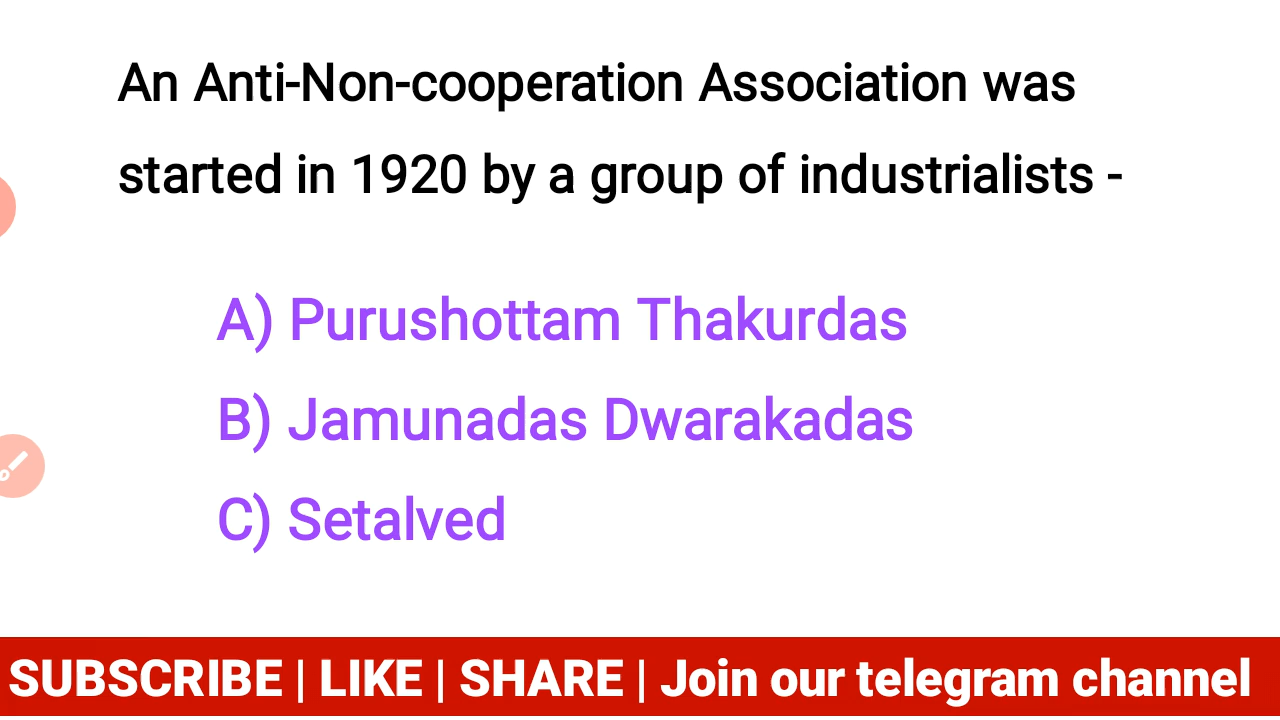 An Anti-Non-cooperation Association was
started in 1920 by a group of industrialists -
A) Purushottam Thakurdas
B) Jamunadas Dwarakadas
C) Setalved
SUBSCRIBE | LIKE | SHARE | Join our telegram channel